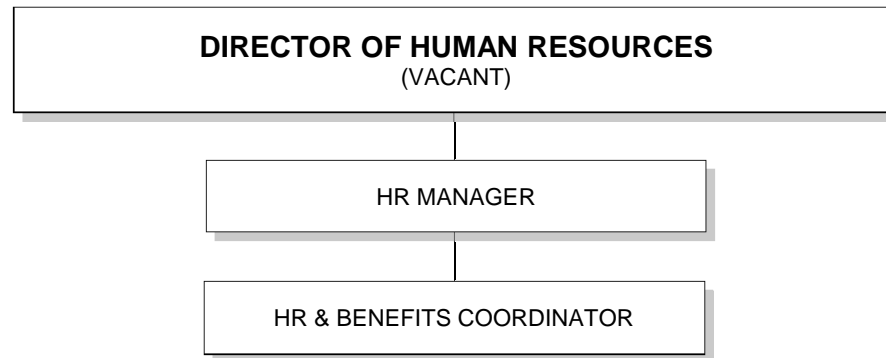 DIRECTOR OF HUMAN RESOURCES
(VACANT)
HR MANAGER
HR & BENEFITS COORDINATOR